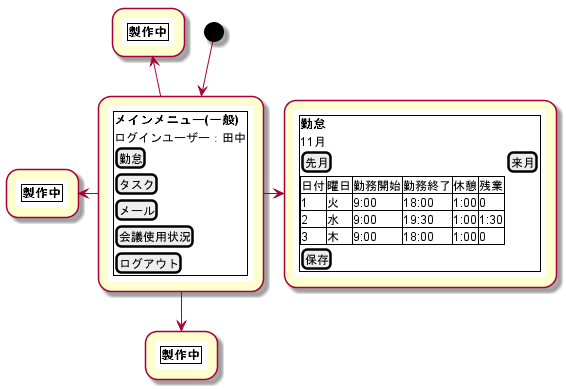 製作中
メインメニュー(一般)
ログインユーザー：田中
勤怠
タスク
メール
会議使用状況
ログアウト
製作中
製作中
勤怠
11月
先月 来月
日付 曜日 勤務開始 勤務終了 休憩 残業
1 火 9:00 18:00 1:00 0
2 水 9:00 19:30 1:00 1:30
3 木 9:00 18:00 1:00 0
保存